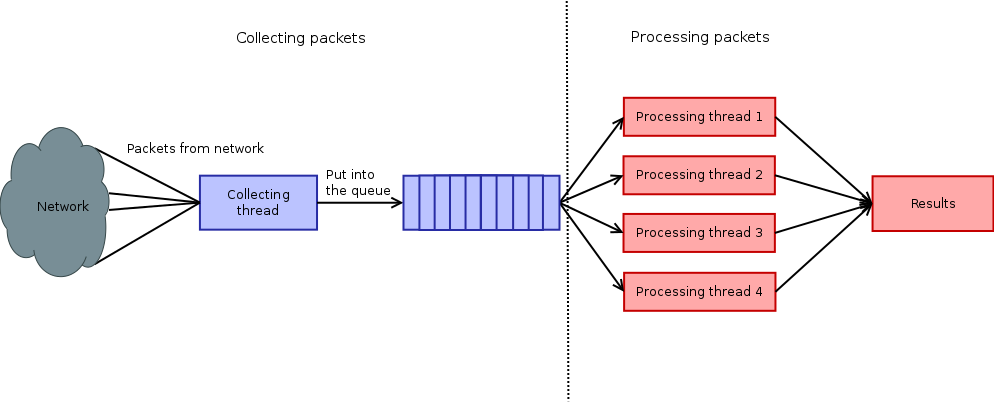 Collecting packets
Processing packets
Packets from network
Network
Collecting
thread
Put into
the queue
Processing thread 1
Processing thread 2
Processing thread 3
Processing thread 4
Results